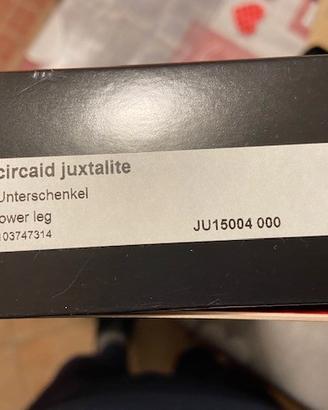 circaid juxtalite
Unterschenkel
ower leg
103747314
JU15004 000